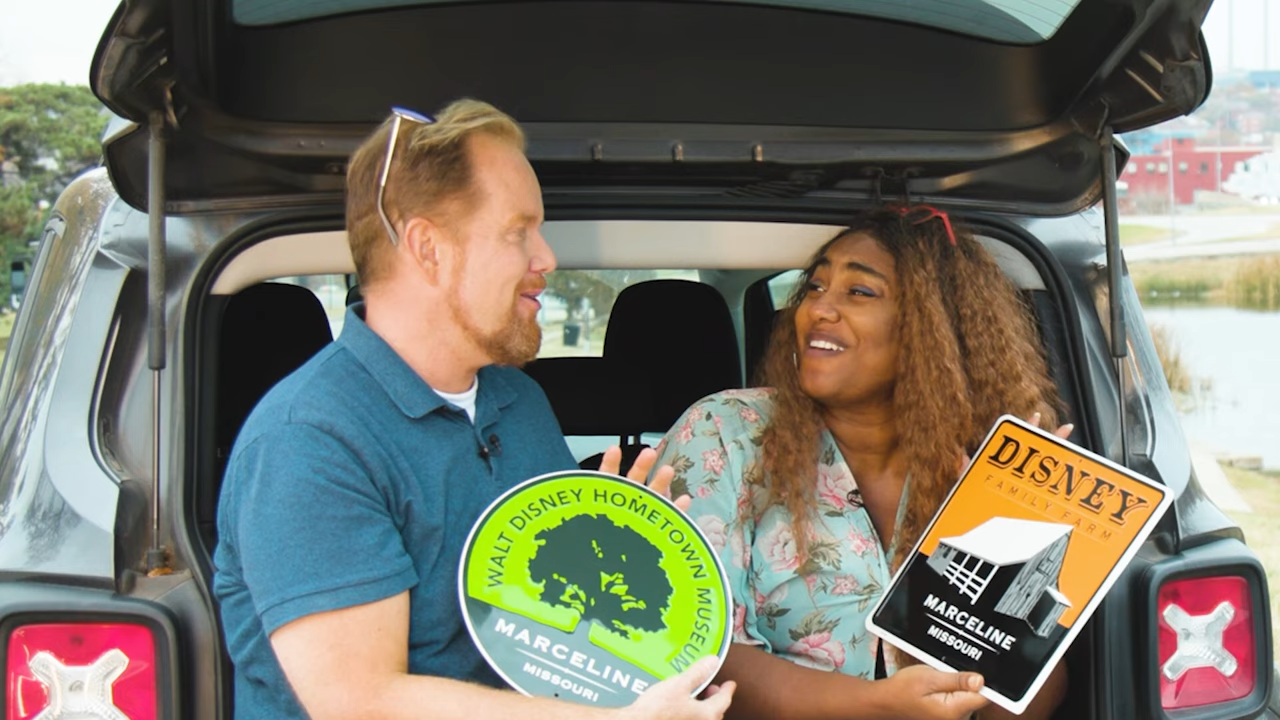 WALT DISNEY HOMETOWN MUSEUM
MARCELINE
MISSOURI
DISNEY
FAMILY FARM
MARCELINE
MISSOURI